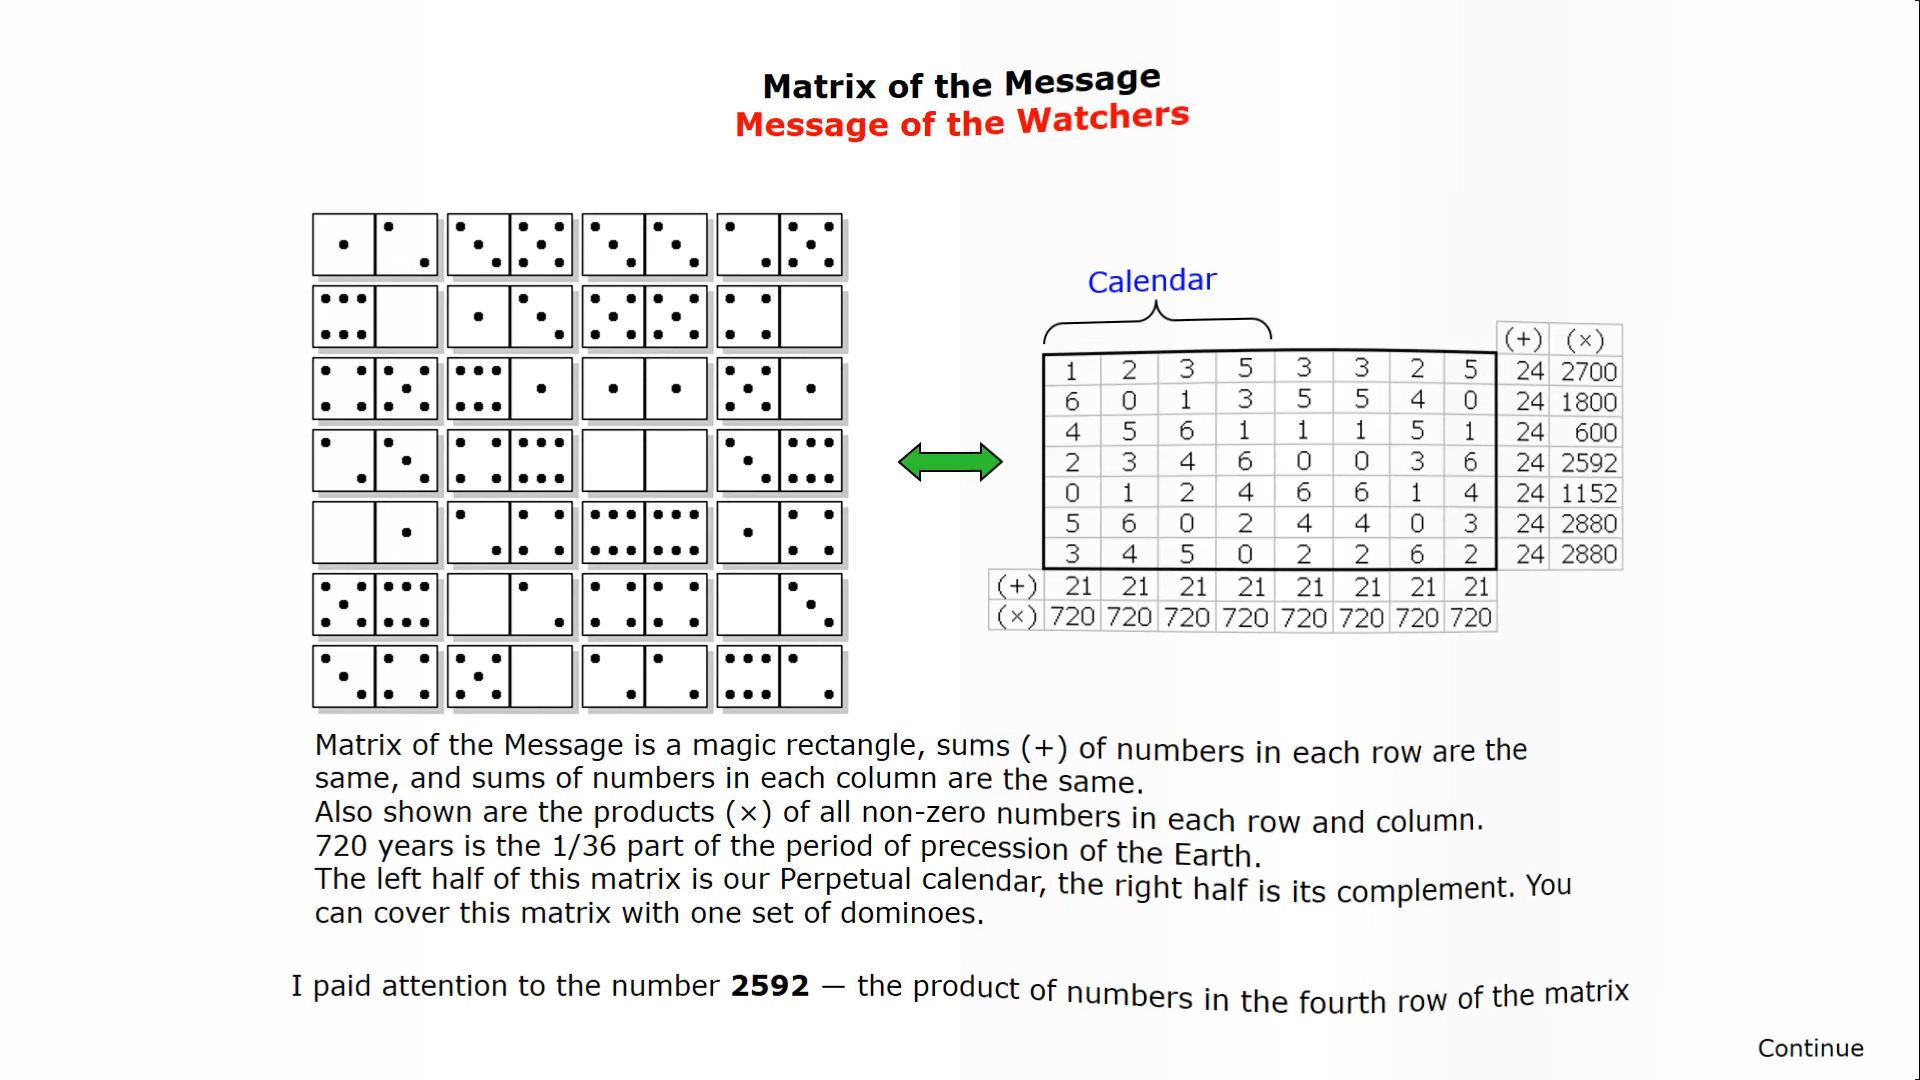 Matrix of the Message
Message of the Watchers
Calendar
(+) (×)
1 2 3 5 3 3 2 5 24 2700
6 0 1 3 5 5 4 0 24 1800
4 5 6 1 1 1 5 1 24 600
2 3 4 6 0 0 3 6 24 2592
0 1 2 4 6 6 1 4 24 1152
5 6 0 2 4 4 0 3 24 2880
3 4 5 0 2 2 6 2 24 2880
(+) 21 21 21 21 21 21 21 21
(×) 720 720 720 720 720 720 720 720
Matrix of the Message is a magic rectangle, sums (+) of numbers in each row are the
same, and sums of numbers in each column are the same.
Also shown are the products (×) of all non-zero numbers in each row and column.
720 years is the 1/36 part of the period of precession of the Earth.
The left half of this matrix is our Perpetual calendar, the right half is its complement. You
can cover this matrix with one set of dominoes.
I paid attention to the number 2592 — the product of numbers in the fourth row of the matrix
Continue